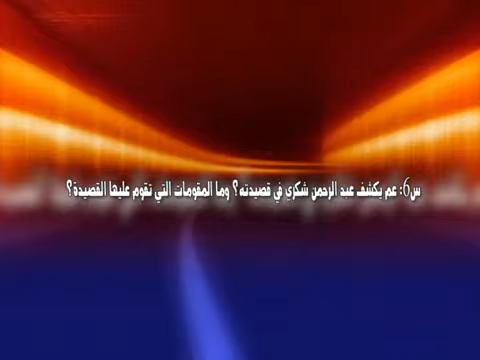 س6: عم يكشف عبد الرحمن شكري في قصيدته؟ وما المقومات التي تقوم عليها القصيدة؟